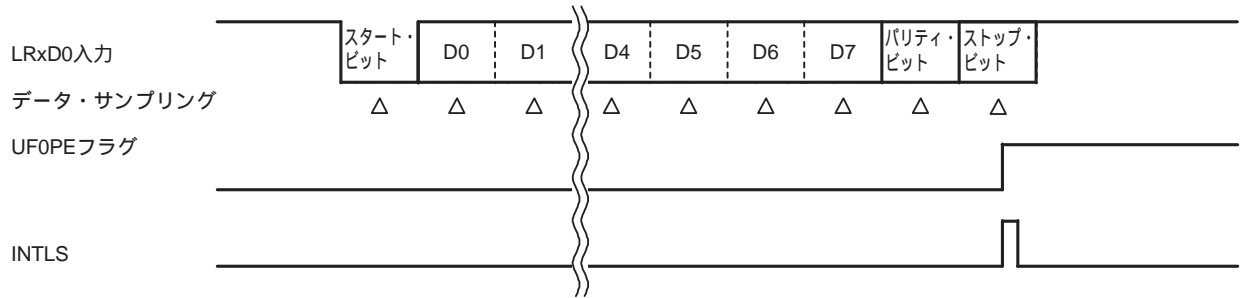 LRxD0入力
スタート・
ビット
D0
D1
D4
D5
D6
D7
パリティ・
ビット
ストップ・
ビット
データ・サンプリング
UF0PEフラグ
INTLS